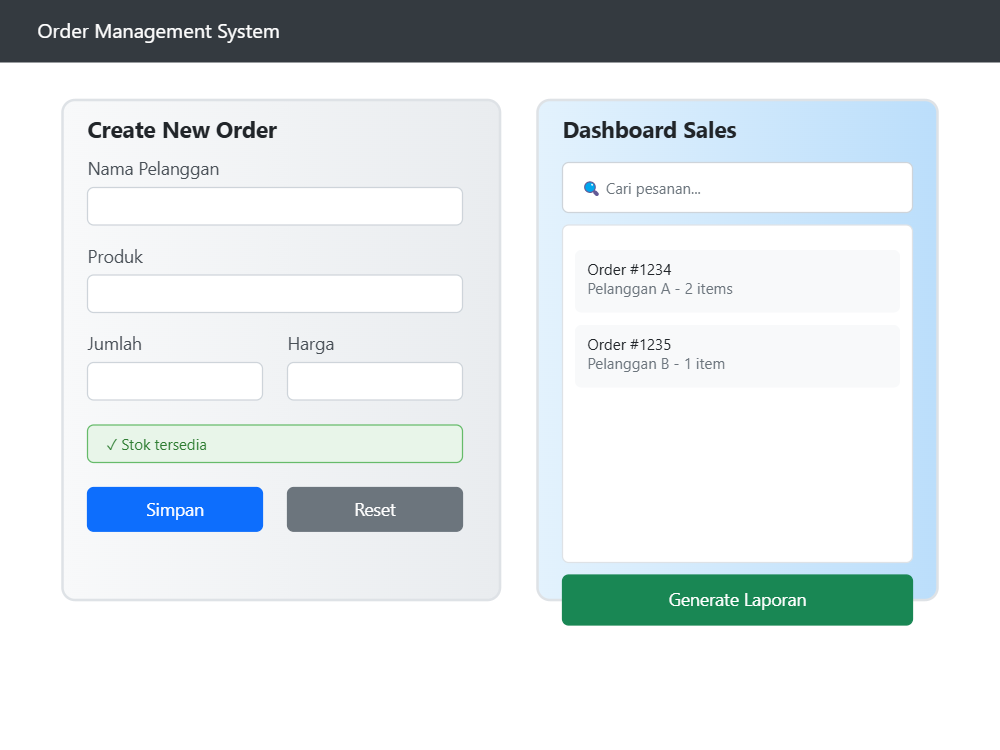 Order Management System
Create New Order
Nama Pelanggan
Produk
Jumlah
Harga
✓ Stok tersedia
Simpan
Reset
Dashboard Sales
🔍 Cari pesanan...
Order #1234
Pelanggan A - 2 items
Order #1235
Pelanggan B - 1 item
Generate Laporan